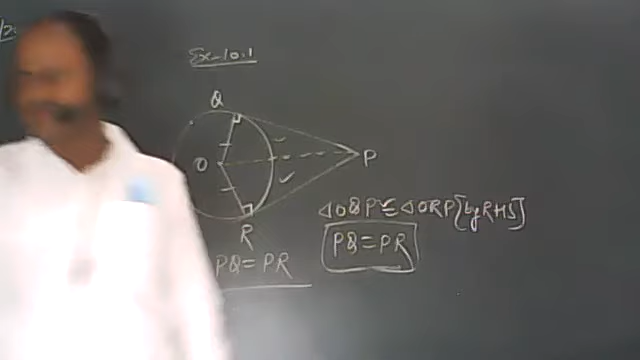 Ex-10.1
Q
O
P
R
△OQP ≅ △ORP [by RHS]
PQ = PR
PQ = PR